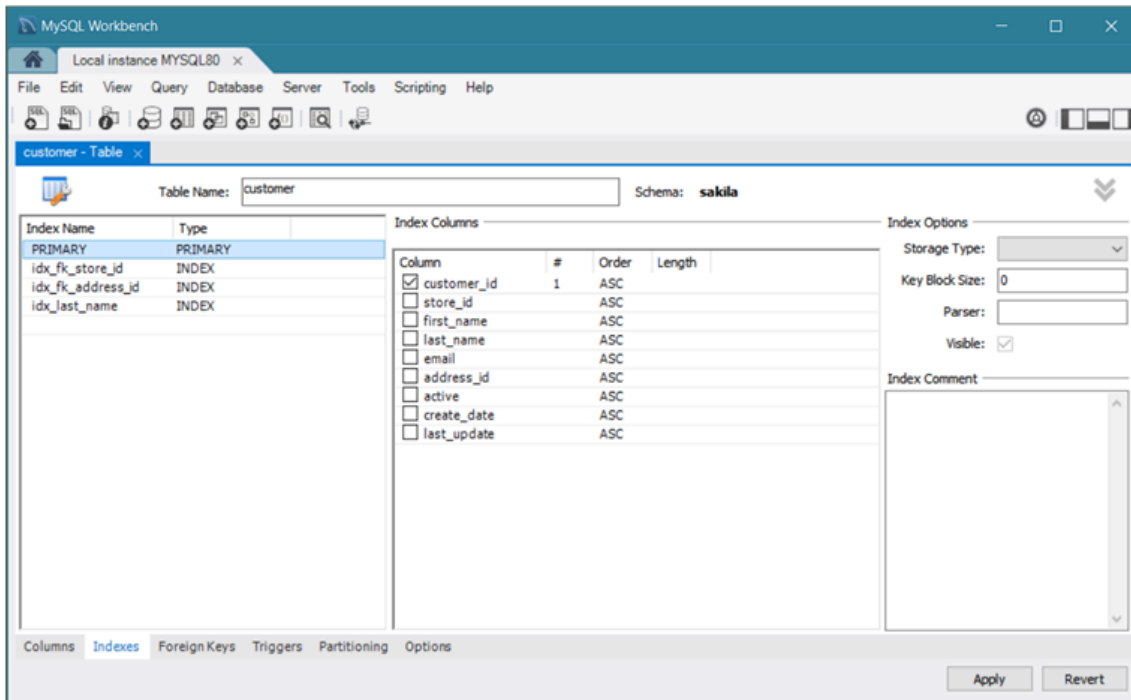 MySQL Workbench
Local instance MYSQL80
File Edit View Query Database Server Tools Scripting Help
customer - Table
Table Name: customer Schema: sakila
Index Name Type
PRIMARY PRIMARY
idx_fk_store_id INDEX
idx_fk_address_id INDEX
idx_last_name INDEX
Index Columns
Column # Order Length
customer_id 1 ASC
store_id ASC
first_name ASC
last_name ASC
email ASC
address_id ASC
active ASC
create_date ASC
last_update ASC
Index Options
Storage Type:
Key Block Size: 0
Parser:
Visible:
Index Comment
Columns Indexes Foreign Keys Triggers Partitioning Options
Apply Revert